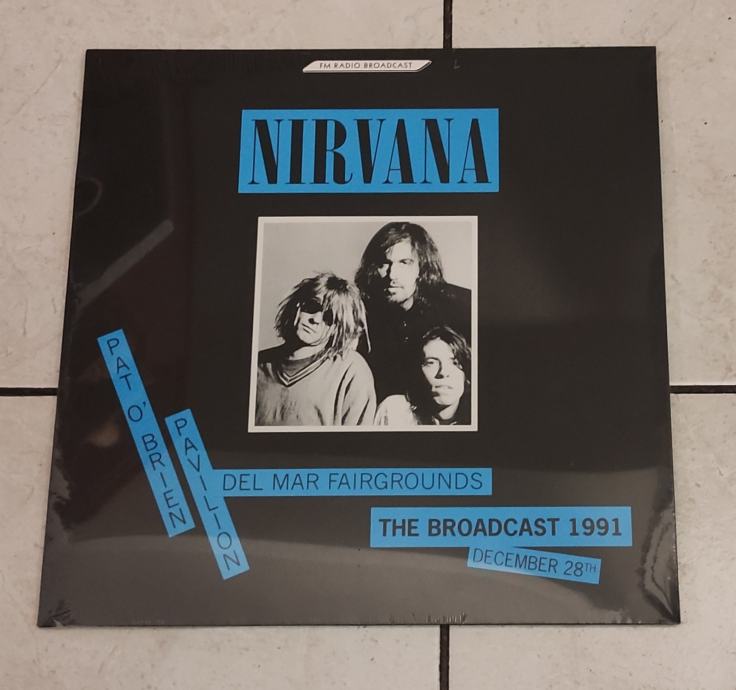 FM RADIO BROADCAST
NIRVANA
PAT O' BRIEN
PAVILION
DEL MAR FAIRGROUNDS
THE BROADCAST 1991
DECEMBER 28TH